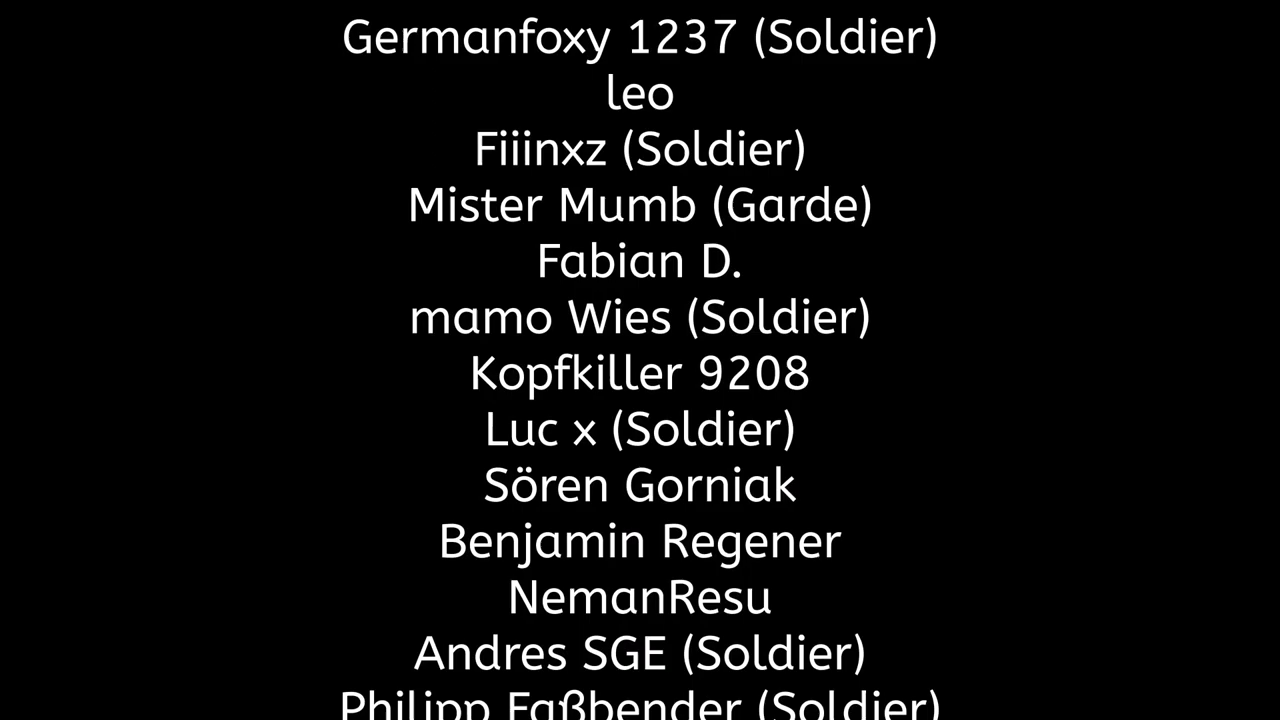 Germanfoxy 1237 (Soldier)
leo
Fiiinxz (Soldier)
Mister Mumb (Garde)
Fabian D.
mamo Wies (Soldier)
Kopfkiller 9208
Luc x (Soldier)
Sören Gorniak
Benjamin Regener
NemanResu
Andres SGE (Soldier)
Philipp Faßbender (Soldier)